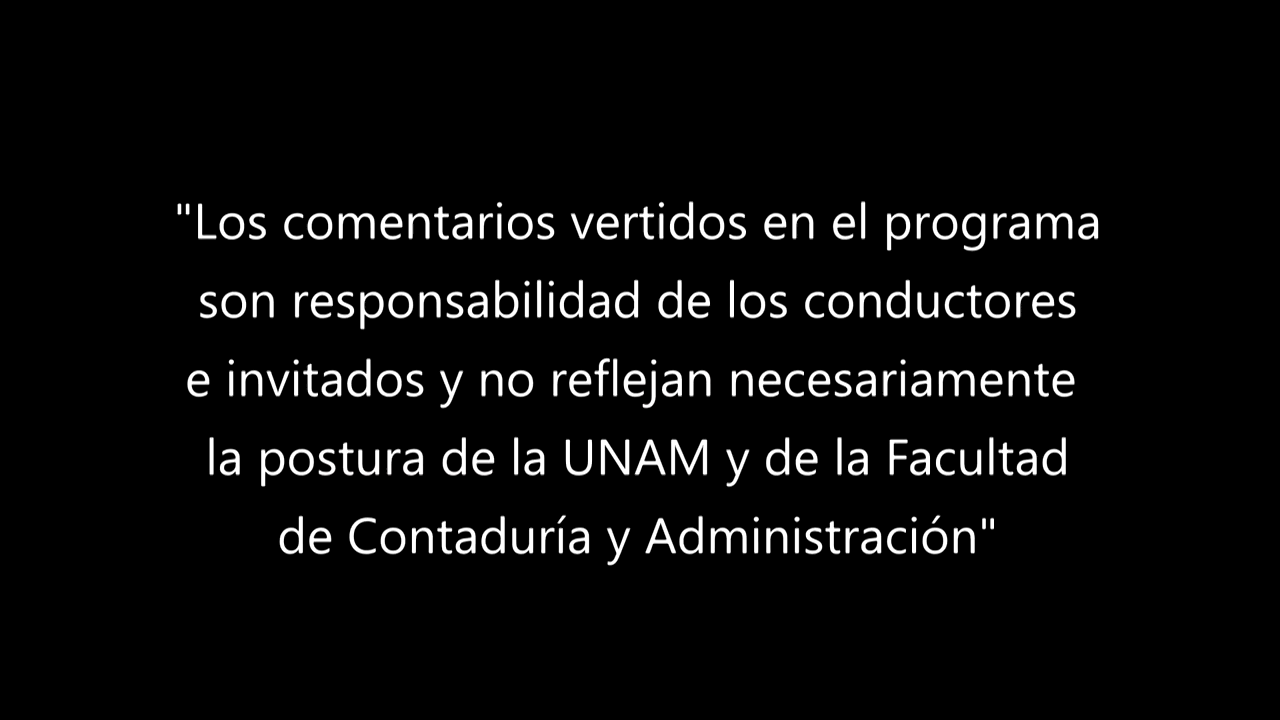 "Los comentarios vertidos en el programa
son responsabilidad de los conductores
e invitados y no reflejan necesariamente
la postura de la UNAM y de la Facultad
de Contaduría y Administración"